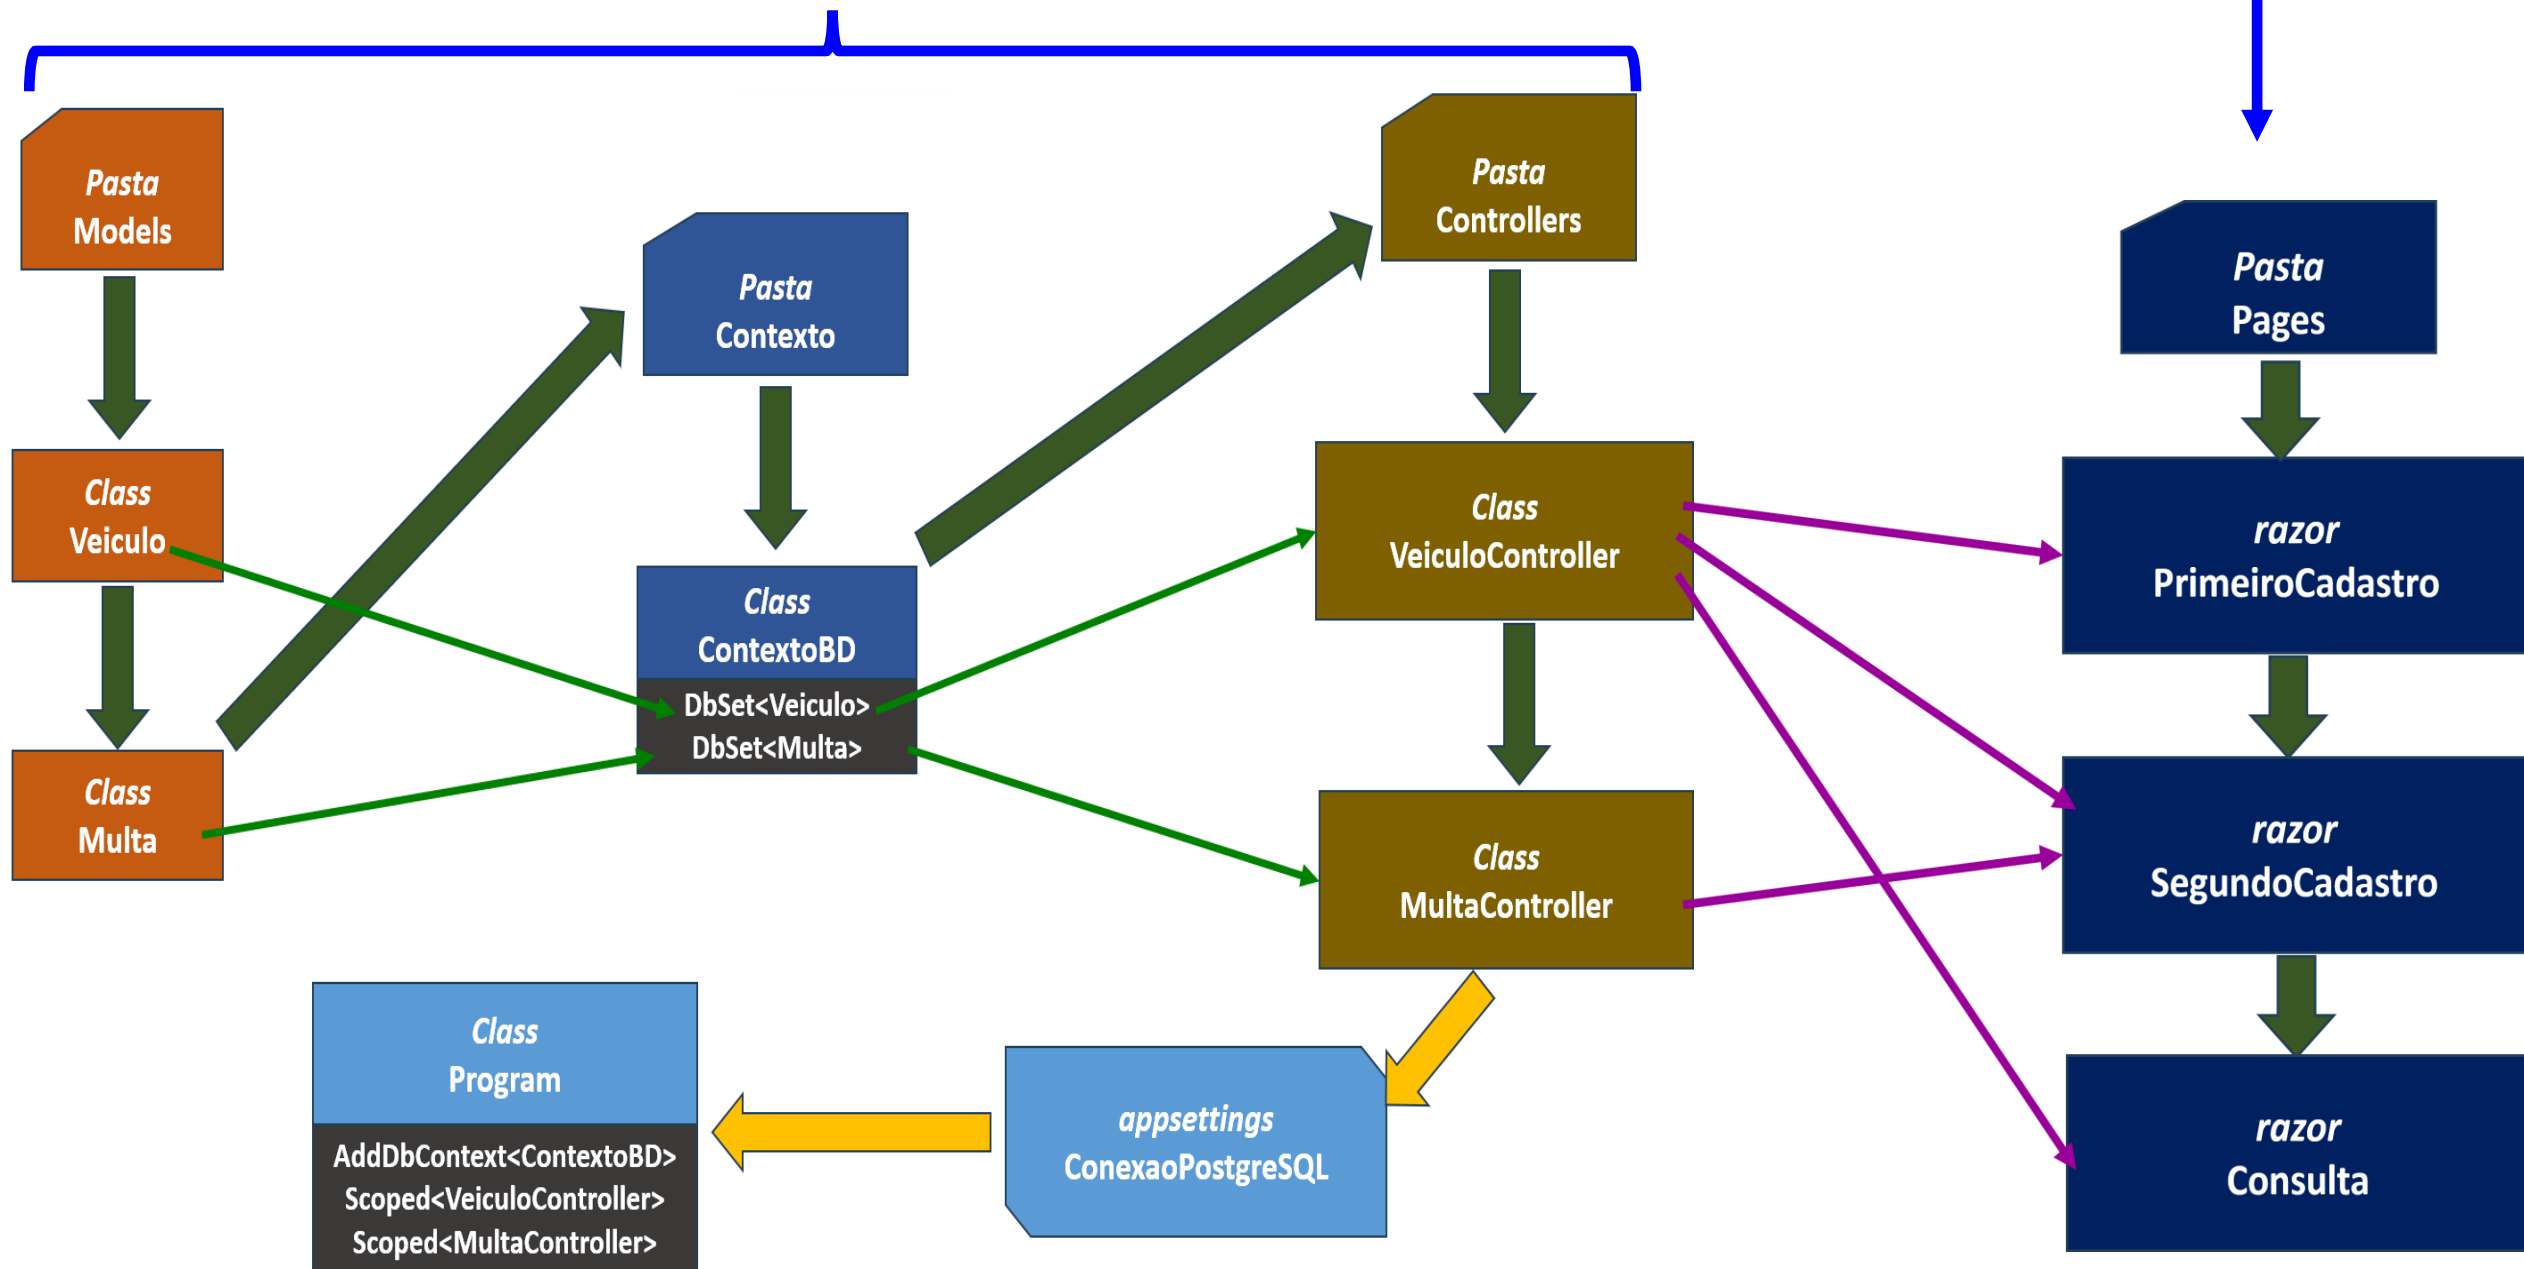 Pasta
Models
Class
Veiculo
Class
Multa
Pasta
Contexto
Class
ContextoBD
DbSet<Veiculo>
DbSet<Multa>
Pasta
Controllers
Class
VeiculoController
Class
MultaController
appsettings
ConexaoPostgreSQL
Class
Program
AddDbContext<ContextoBD>
Scoped<VeiculoController>
Scoped<MultaController>
Pasta
Pages
razor
PrimeiroCadastro
razor
SegundoCadastro
razor
Consulta